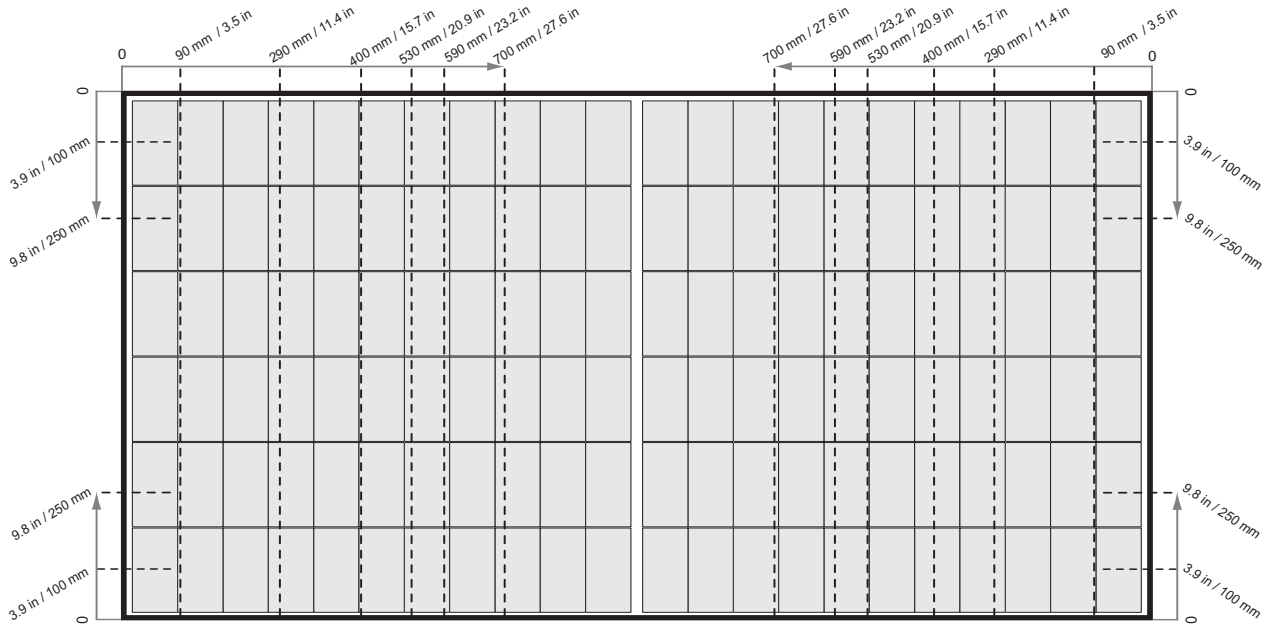 0
90 mm / 3.5 in
290 mm / 11.4 in
400 mm / 15.7 in
530 mm / 20.9 in
590 mm / 23.2 in
700 mm / 27.6 in
700 mm / 27.6 in
590 mm / 23.2 in
530 mm / 20.9 in
400 mm / 15.7 in
290 mm / 11.4 in
90 mm / 3.5 in
0
0
3.9 in / 100 mm
9.8 in / 250 mm
9.8 in / 250 mm
3.9 in / 100 mm
0
0
3.9 in / 100 mm
9.8 in / 250 mm
9.8 in / 250 mm
3.9 in / 100 mm
0